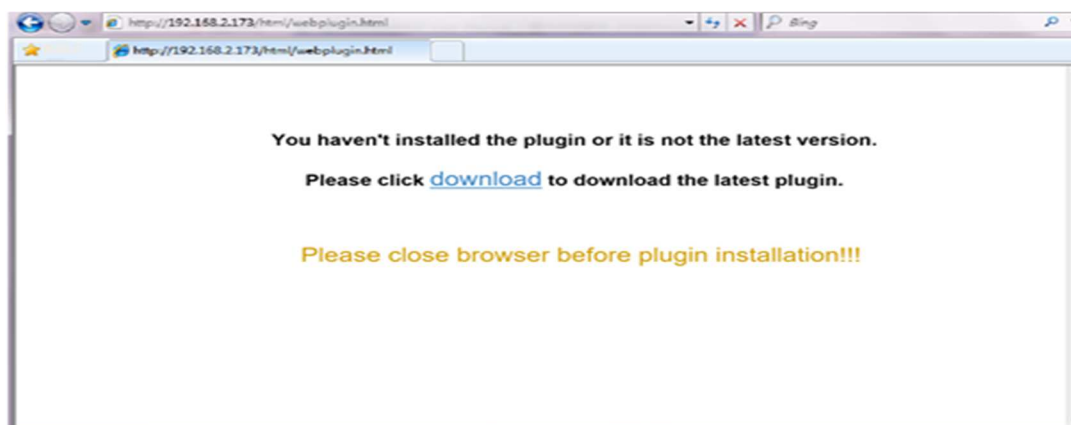 http://192.168.2.173/html/webplugin.html
Bing
http://192.168.2.173/html/webplugin.html
You haven't installed the plugin or it is not the latest version.
Please click download to download the latest plugin.
Please close browser before plugin installation!!!